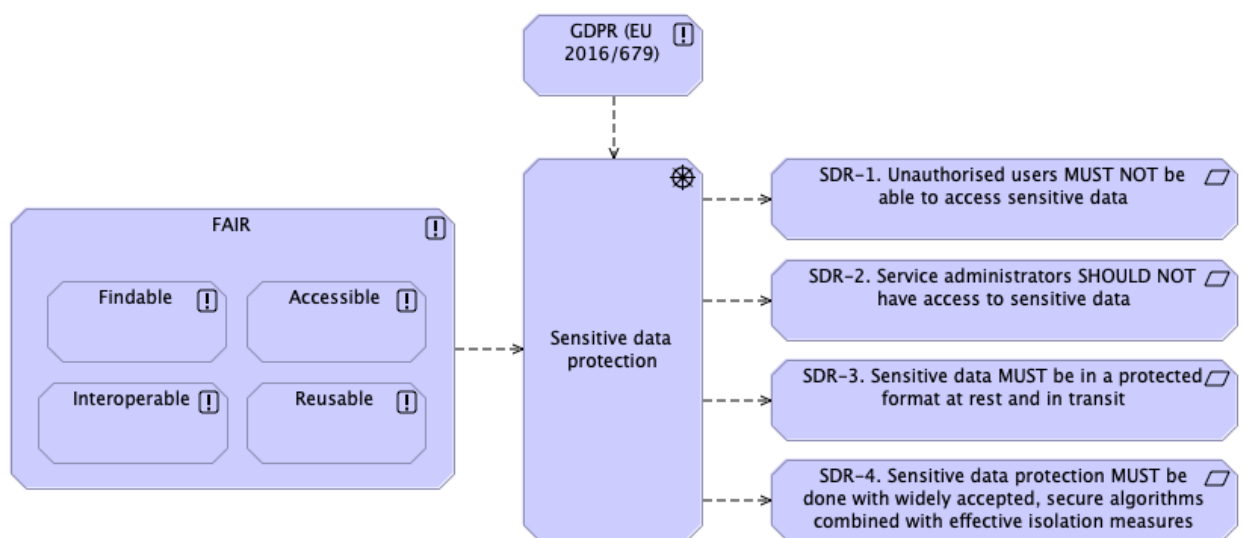 GDPR (EU
2016/679)
FAIR
Findable
Accessible
Interoperable
Reusable
Sensitive data
protection
SDR-1. Unauthorised users MUST NOT be
able to access sensitive data
SDR-2. Service administrators SHOULD NOT
have access to sensitive data
SDR-3. Sensitive data MUST be in a protected
format at rest and in transit
SDR-4. Sensitive data protection MUST be
done with widely accepted, secure algorithms
combined with effective isolation measures